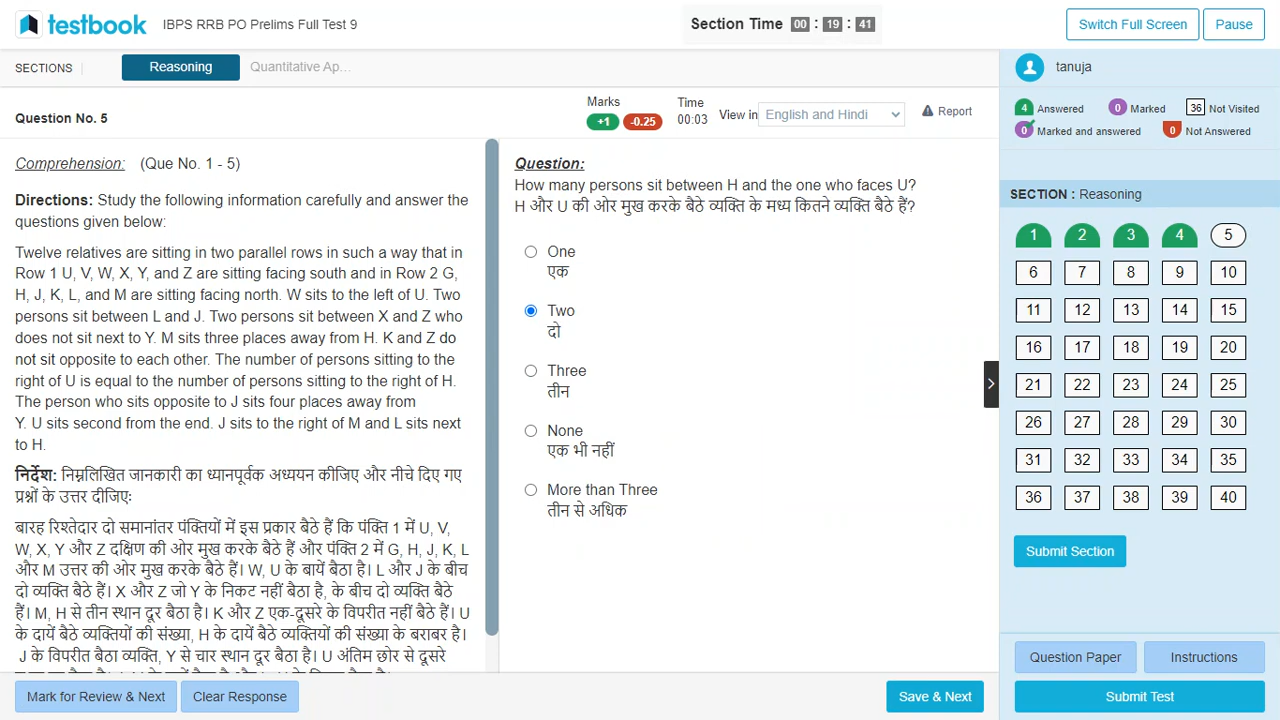 testbook IBPS RRB PO Prelims Full Test 9 Section Time 00 : 19 : 41 Switch Full Screen Pause
SECTIONS Reasoning Quantitative Ap...
Question No. 5
Marks
+1 -0.25
Time
00:03
View in English and Hindi
Report
Comprehension: (Que No. 1 - 5)
Directions: Study the following information carefully and answer the
questions given below:
Twelve relatives are sitting in two parallel rows in such a way that in
Row 1 U, V, W, X, Y, and Z are sitting facing south and in Row 2 G,
H, J, K, L, and M are sitting facing north. W sits to the left of U. Two
persons sit between L and J. Two persons sit between X and Z who
does not sit next to Y. M sits three places away from H. K and Z do
not sit opposite to each other. The number of persons sitting to the
right of U is equal to the number of persons sitting to the right of H.
The person who sits opposite to J sits four places away from
Y. U sits second from the end. J sits to the right of M and L sits next
to H.
निर्देश: निम्नलिखित जानकारी का ध्यानपूर्वक अध्ययन कीजिए और नीचे दिए गए
प्रश्नों के उत्तर दीजिए:
बारह रिश्तेदार दो समानांतर पंक्तियों में इस प्रकार बैठे हैं कि पंक्ति 1 में U, V,
W, X, Y और Z दक्षिण की ओर मुख करके बैठे हैं और पंक्ति 2 में G, H, J, K, L
और M उत्तर की ओर मुख करके बैठे हैं। W, U के बायें बैठा है। L और J के बीच
दो व्यक्ति बैठे हैं। X और Z जो Y के निकट नहीं बैठा है, के बीच दो व्यक्ति बैठे
हैं। M, H से तीन स्थान दूर बैठा है। K और Z एक-दूसरे के विपरीत नहीं बैठे हैं। U
के दायें बैठे व्यक्तियों की संख्या, H के दायें बैठे व्यक्तियों की संख्या के बराबर है।
J के विपरीत बैठा व्यक्ति, Y से चार स्थान दूर बैठा है। U अंतिम छोर से दूसरे
Question:
How many persons sit between H and the one who faces U?
H और U की ओर मुख करके बैठे व्यक्ति के मध्य कितने व्यक्ति बैठे हैं?
One
एक
Two
दो
Three
तीन
None
एक भी नहीं
More than Three
तीन से अधिक
tanuja
4 Answered 0 Marked 36 Not Visited
0 Marked and answered 0 Not Answered
SECTION : Reasoning
1 2 3 4 5
6 7 8 9 10
11 12 13 14 15
16 17 18 19 20
21 22 23 24 25
26 27 28 29 30
31 32 33 34 35
36 37 38 39 40
Submit Section
Question Paper Instructions
Mark for Review & Next Clear Response Save & Next Submit Test